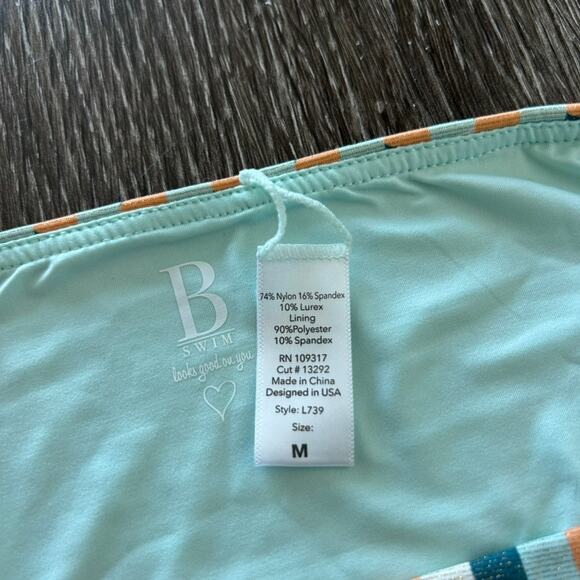 B
SWIM
looks good on you
74% Nylon 16% Spandex
10% Lurex
Lining
90%Polyester
10% Spandex
RN 109317
Cut # 13292
Made in China
Designed in USA
Style: L739
Size:
M